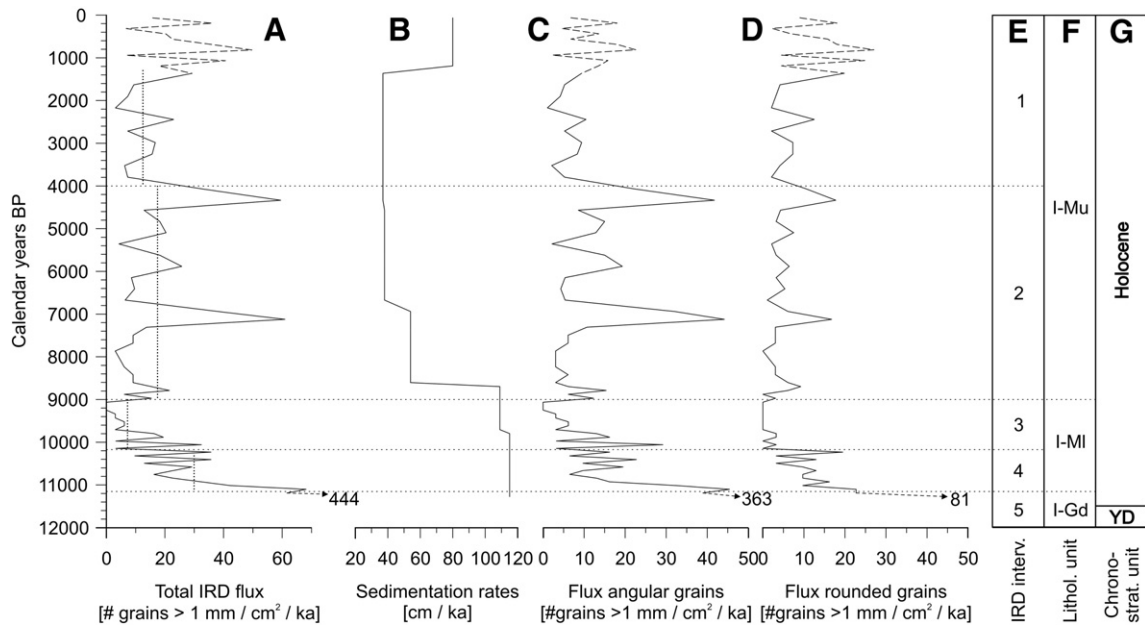 A B C D E F G
Calendar years BP
0
1000
2000
3000
4000
5000
6000
7000
8000
9000
10000
11000
12000
444
363
81
0 20 40 60
20 40 60 80 100 120
0 10 20 30 40 50
0 10 20 30 40 50
Total IRD flux
[# grains > 1 mm / cm² / ka]
Sedimentation rates
[cm / ka]
Flux angular grains
[#grains >1 mm / cm² / ka]
Flux rounded grains
[#grains >1 mm / cm² / ka]
1
2
3
4
5
IRD interv.
I-Mu
I-Ml
I-Gd
Lithol. unit
Holocene
YD
Chrono-
strat. unit